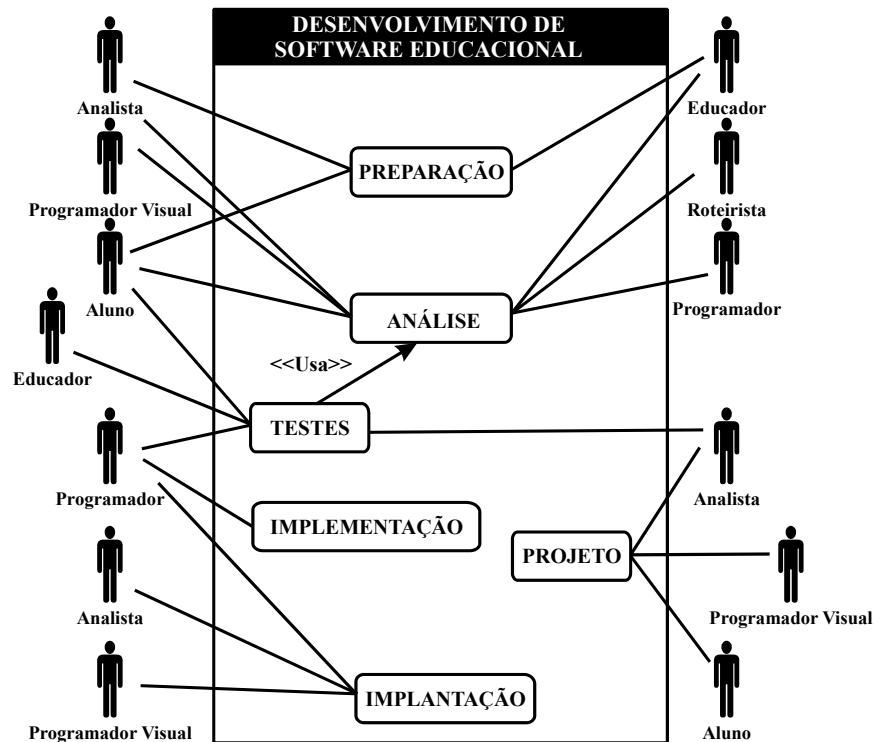 DESENVOLVIMENTO DE
SOFTWARE EDUCACIONAL
Analista
Educador
PREPARAÇÃO
Programador Visual
Roteirista
Aluno
ANÁLISE
Programador
<<Usa>>
Educador
TESTES
Programador
Analista
IMPLEMENTAÇÃO
PROJETO
Analista
Programador Visual
IMPLANTAÇÃO
Programador Visual
Aluno